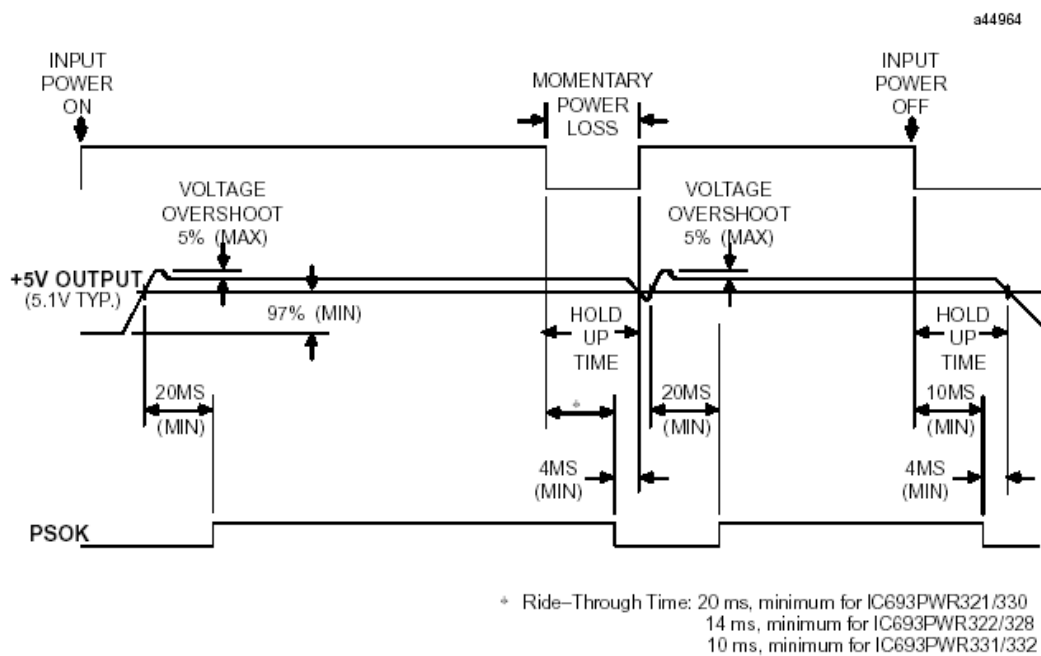 a44964
INPUT
POWER
ON
MOMENTARY
POWER
LOSS
INPUT
POWER
OFF
VOLTAGE
OVERSHOOT
5% (MAX)
VOLTAGE
OVERSHOOT
5% (MAX)
+5V OUTPUT
(5.1V TYP.)
97% (MIN)
HOLD
UP
TIME
HOLD
UP
TIME
20MS
(MIN)
*
20MS
(MIN)
10MS
(MIN)
4MS
(MIN)
4MS
(MIN)
PSOK
* Ride–Through Time: 20 ms, minimum for IC693PWR321/330
14 ms, minimum for IC693PWR322/328
10 ms, minimum for IC693PWR331/332